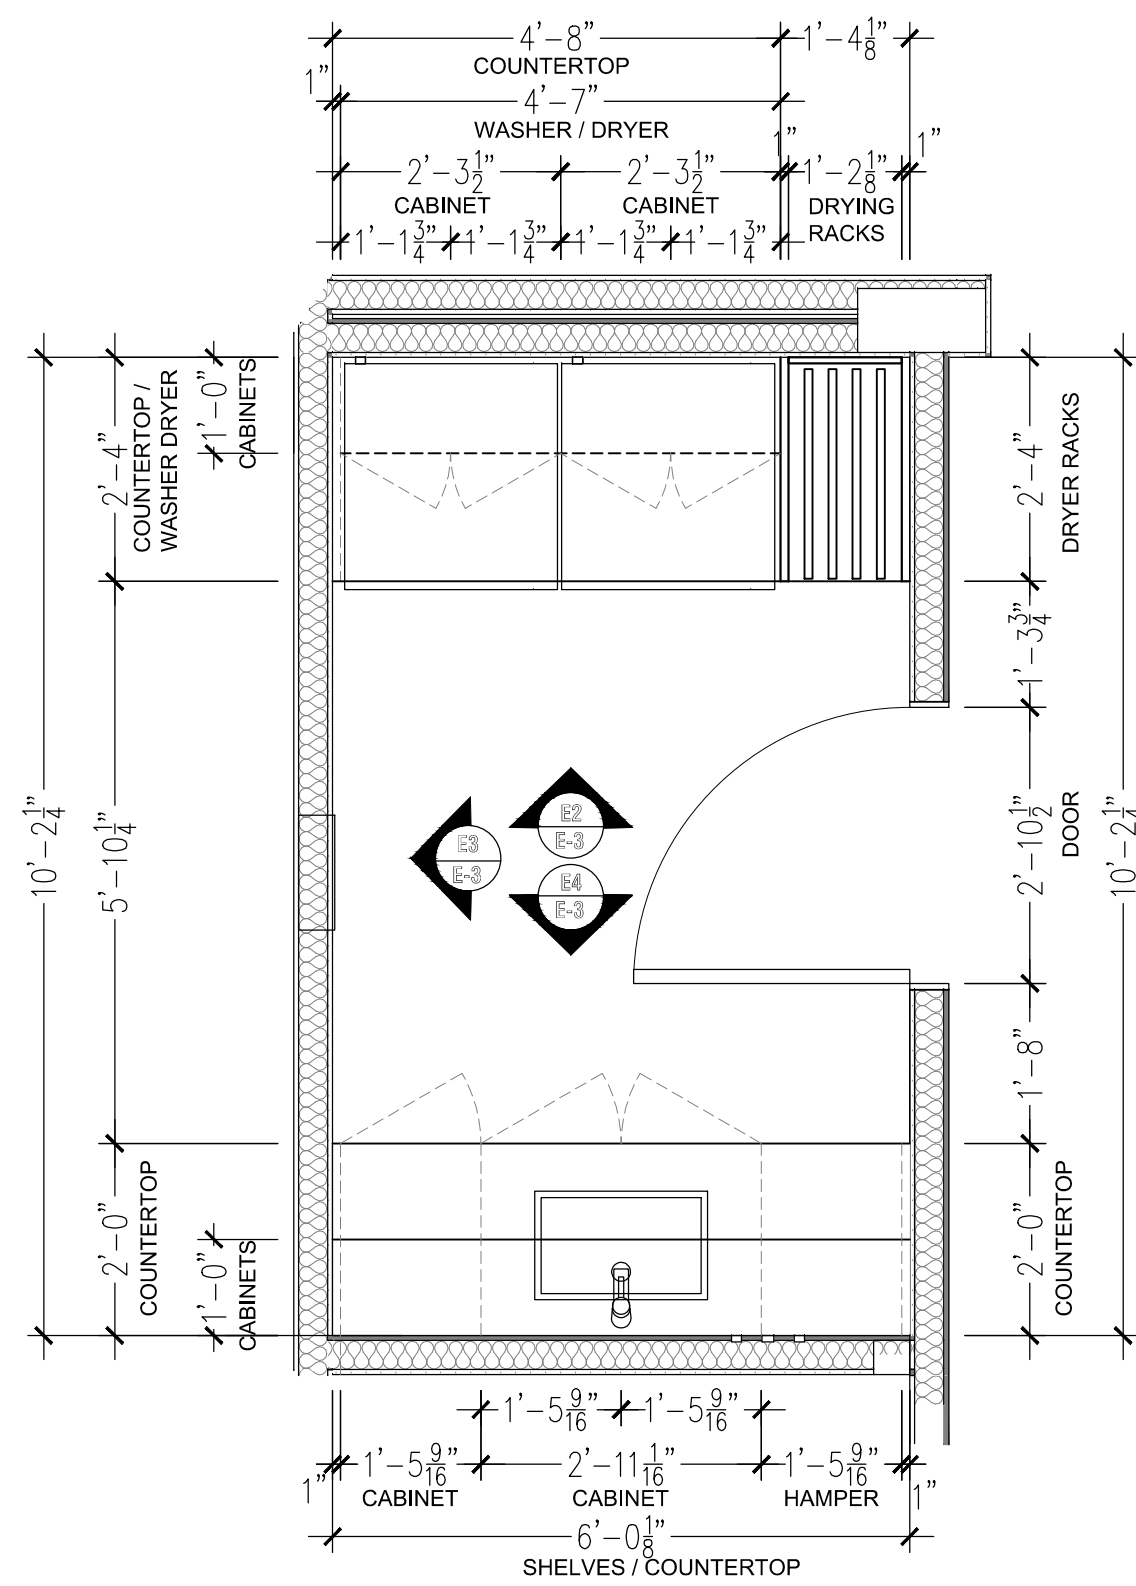 4'-8"
1'-4 1/8"
COUNTERTOP
1"
4'-7"
WASHER / DRYER
1"
1"
2'-3 1/2"
2'-3 1/2"
1'-2 1/8"
CABINET
CABINET
DRYING
RACKS
1'-1 3/4"
1'-1 3/4"
1'-1 3/4"
1'-1 3/4"
10'-2 1/4"
2'-4"
COUNTERTOP /
WASHER DRYER
1'-0"
CABINETS
5'-10 1/4"
2'-0"
COUNTERTOP
1'-0"
CABINETS
E3
E-3
E2
E-3
E4
E-3
2'-4"
DRYER RACKS
1'-3 3/4"
2'-10 1/2"
DOOR
10'-2 1/4"
1'-8"
2'-0"
COUNTERTOP
1'-5 9/16"
1'-5 9/16"
1"
1'-5 9/16"
2'-11 1/16"
1'-5 9/16"
1"
CABINET
CABINET
HAMPER
6'-0 1/8"
SHELVES / COUNTERTOP